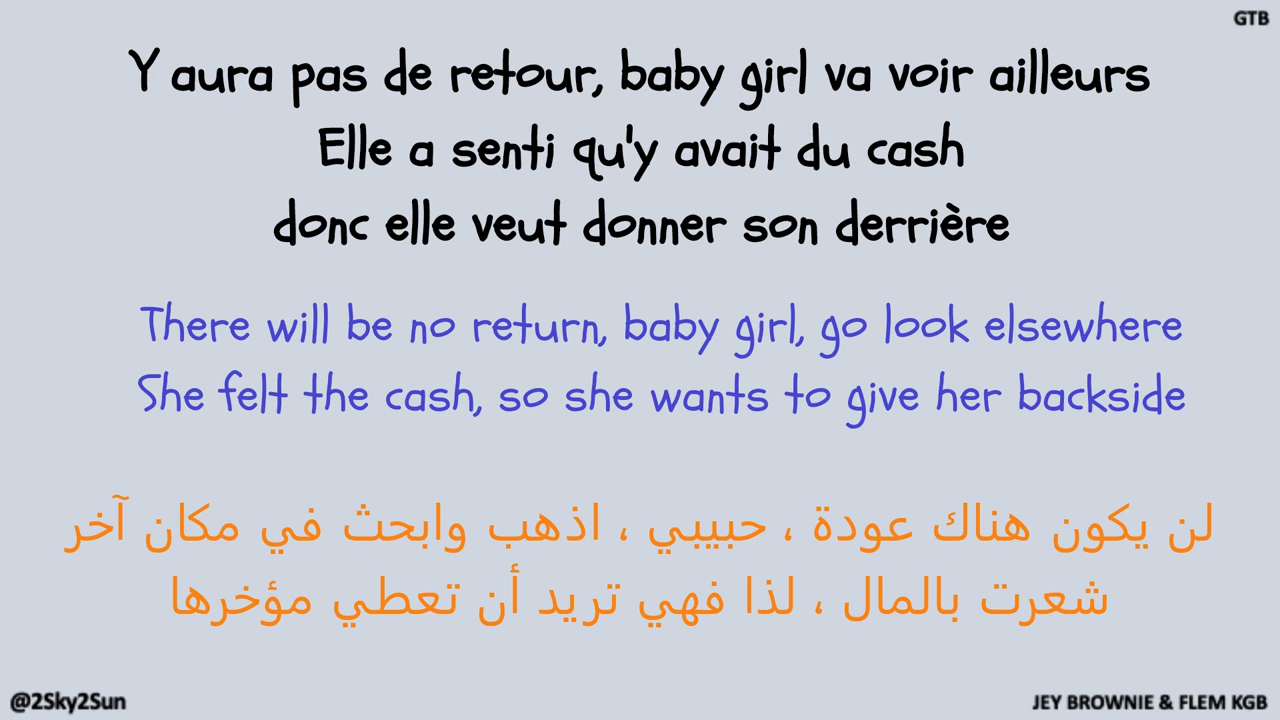 GTB
Y aura pas de retour, baby girl va voir ailleurs
Elle a senti qu'y avait du cash
donc elle veut donner son derrière
There will be no return, baby girl, go look elsewhere
She felt the cash, so she wants to give her backside
لن يكون هناك عودة ، حبيبي ، اذهب وابحث في مكان آخر
شعرت بالمال ، لذا فهي تريد أن تعطي مؤخرها
@2Sky2Sun
JEY BROWNIE & FLEM KGB